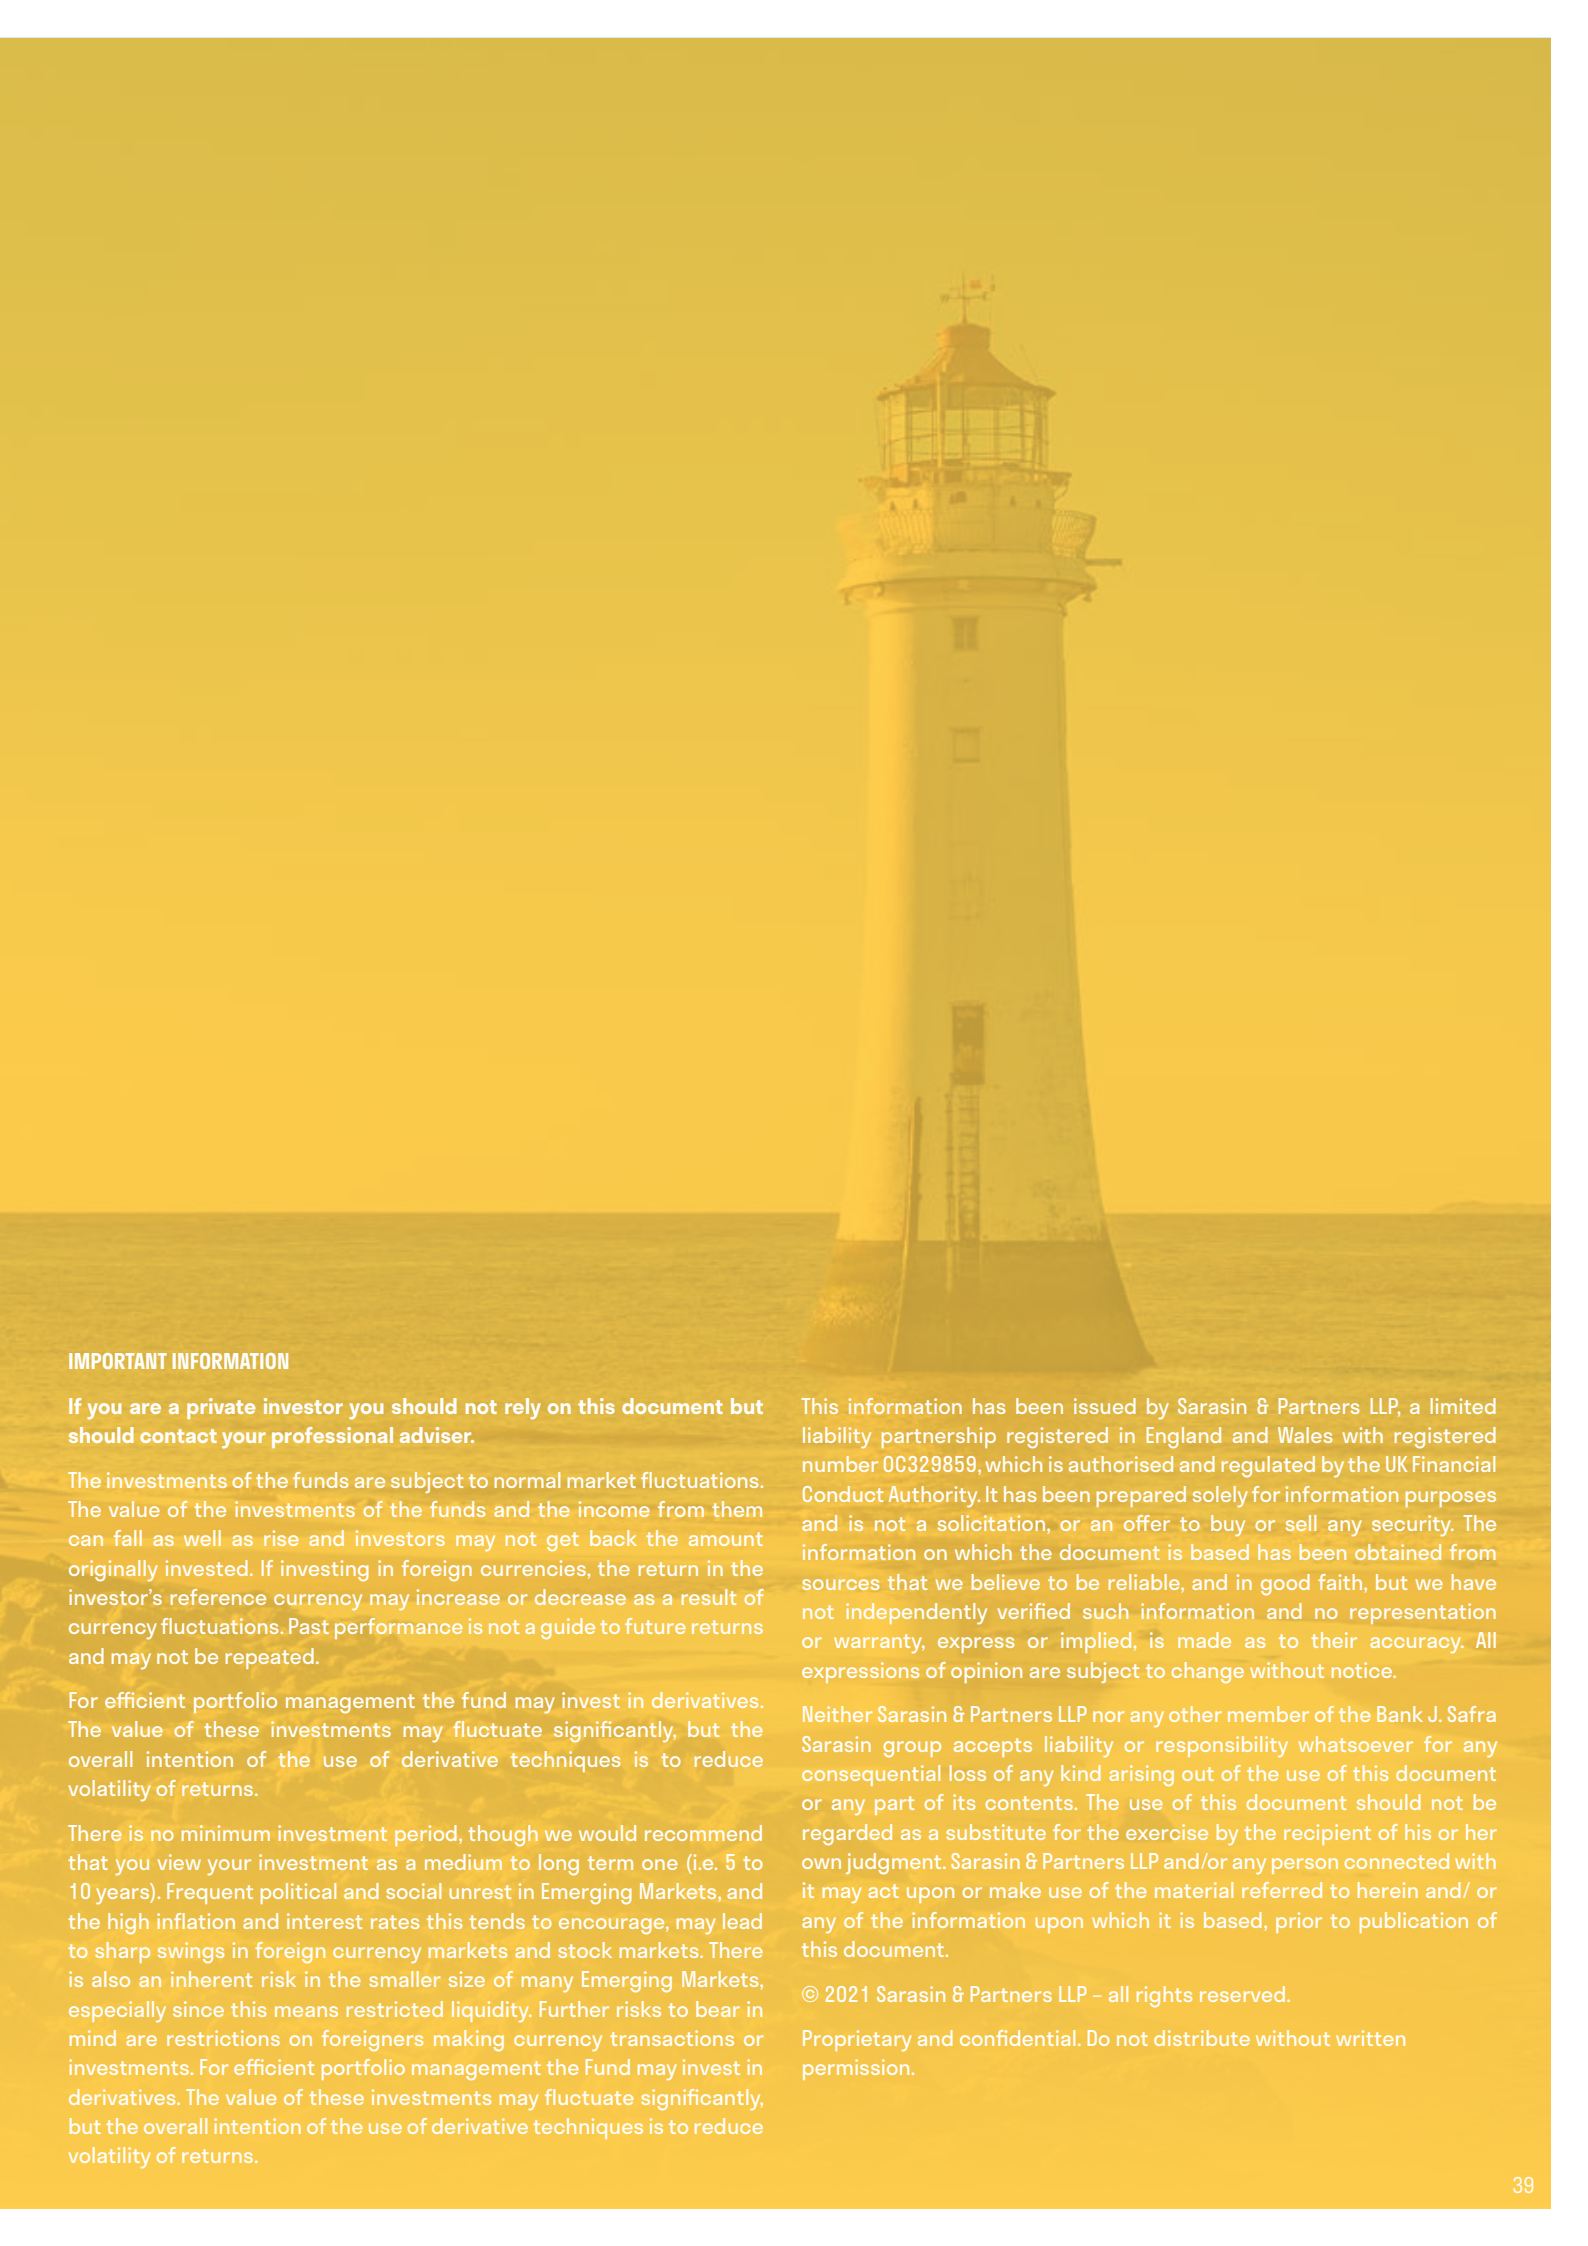 IMPORTANT INFORMATION
If you are a private investor you should not rely on this document but
should contact your professional adviser.
The investments of the funds are subject to normal market fluctuations.
The value of the investments of the funds and the income from them
can fall as well as rise and investors may not get back the amount
originally invested. If investing in foreign currencies, the return in the
investor's reference currency may increase or decrease as a result of
currency fluctuations. Past performance is not a guide to future returns
and may not be repeated.
For efficient portfolio management the fund may invest in derivatives.
The value of these investments may fluctuate significantly, but the
overall intention of the use of derivative techniques is to reduce
volatility of returns.
There is no minimum investment period, though we would recommend
that you view your investment as a medium to long term one (i.e. 5 to
10 years). Frequent political and social unrest in Emerging Markets, and
the high inflation and interest rates this tends to encourage, may lead
to sharp swings in foreign currency markets and stock markets. There
is also an inherent risk in the smaller size of many Emerging Markets,
especially since this means restricted liquidity. Further risks to bear in
mind are restrictions on foreigners making currency transactions or
investments. For efficient portfolio management the Fund may invest in
derivatives. The value of these investments may fluctuate significantly,
but the overall intention of the use of derivative techniques is to reduce
volatility of returns.
This information has been issued by Sarasin & Partners LLP, a limited
liability partnership registered in England and Wales with registered
number OC329859, which is authorised and regulated by the UK Financial
Conduct Authority. It has been prepared solely for information purposes
and is not a solicitation, or an offer to buy or sell any security. The
information on which the document is based has been obtained from
sources that we believe to be reliable, and in good faith, but we have
not independently verified such information and no representation
or warranty, express or implied, is made as to their accuracy. All
expressions of opinion are subject to change without notice.
Neither Sarasin & Partners LLP nor any other member of the Bank J. Safra
Sarasin group accepts liability or responsibility whatsoever for any
consequential loss of any kind arising out of the use of this document
or any part of its contents. The use of this document should not be
regarded as a substitute for the exercise by the recipient of his or her
own judgment. Sarasin & Partners LLP and/or any person connected with
it may act upon or make use of the material referred to herein and/ or
any of the information upon which it is based, prior to publication of
this document.
© 2021 Sarasin & Partners LLP – all rights reserved.
Proprietary and confidential. Do not distribute without written
permission.
39